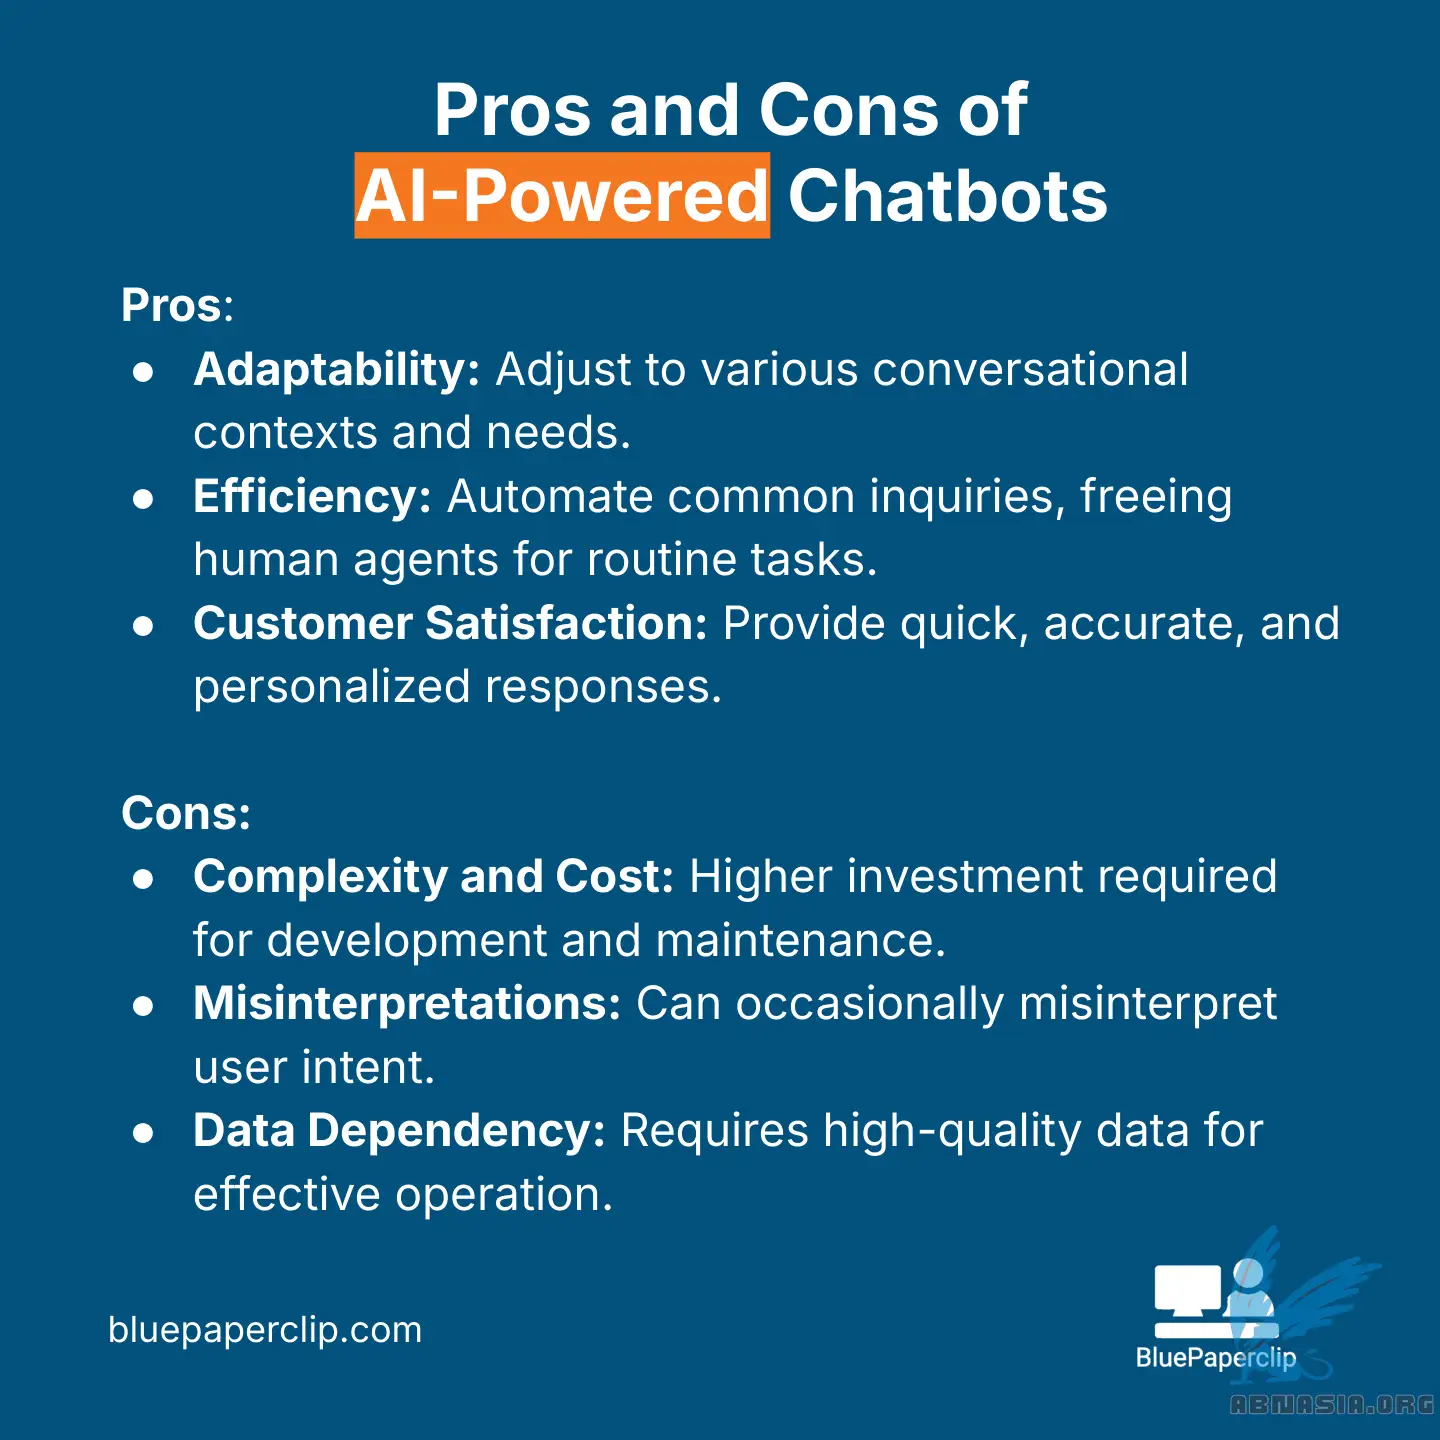 Pros and Cons of
AI-Powered Chatbots
Pros:
● Adaptability: Adjust to various conversational
contexts and needs.
● Efficiency: Automate common inquiries, freeing
human agents for routine tasks.
● Customer Satisfaction: Provide quick, accurate, and
personalized responses.
Cons:
● Complexity and Cost: Higher investment required
for development and maintenance.
● Misinterpretations: Can occasionally misinterpret
user intent.
● Data Dependency: Requires high-quality data for
effective operation.
bluepaperclip.com
BluePaperclip
ABNASIA.ORG